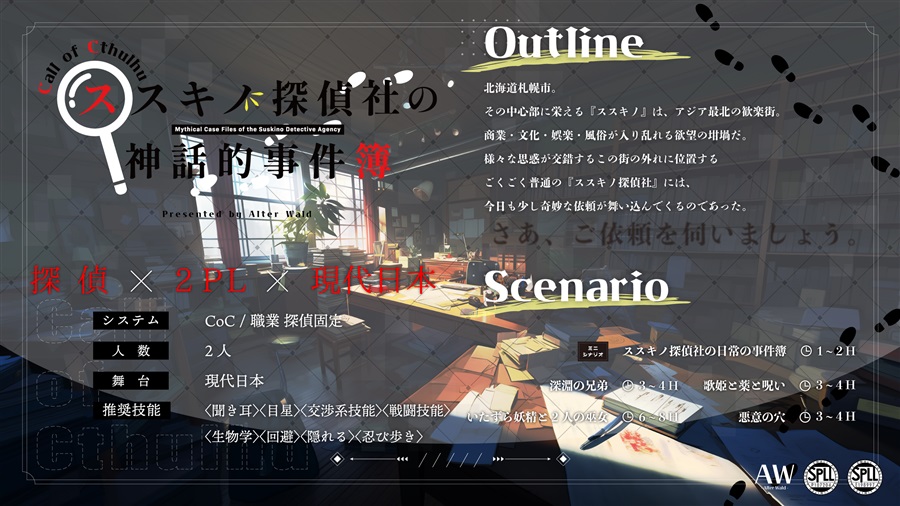 Call of Cthulhu
ススキノ探偵社の
Mythical Case Files of the Suskino Detective Agency
神話的事件簿
Presented by Alter Wald
探偵×2PL×現代日本
システム CoC / 職業 探偵固定
人数 2人
舞台 現代日本
推奨技能 〈聞き耳〉〈目星〉〈交渉系技能〉〈戦闘技能〉
〈生物学〉〈回避〉〈隠れる〉〈忍び歩き〉
Outline
北海道札幌市。
その中心部に栄える『ススキノ』は、アジア最北の歓楽街。
商業・文化・娯楽・風俗が入り乱れる欲望の坩堝だ。
様々な思惑が交錯するこの街の外れに位置する
ごくごく普通の『ススキノ探偵社』には、
今日も少し奇妙な依頼が舞い込んでくるのであった。
さあ、ご依頼を伺いましょう。
Scenario
ミニシナリオ ススキノ探偵社の日常の事件簿 1~2H
深淵の兄弟 3~4H 歌姫と薬と呪い 3~4H
いたずら妖精と2人の巫女 6~8H 悪意の穴 3~4H
AW
Alter Wald
SPLL
SPLL
Cthulhu